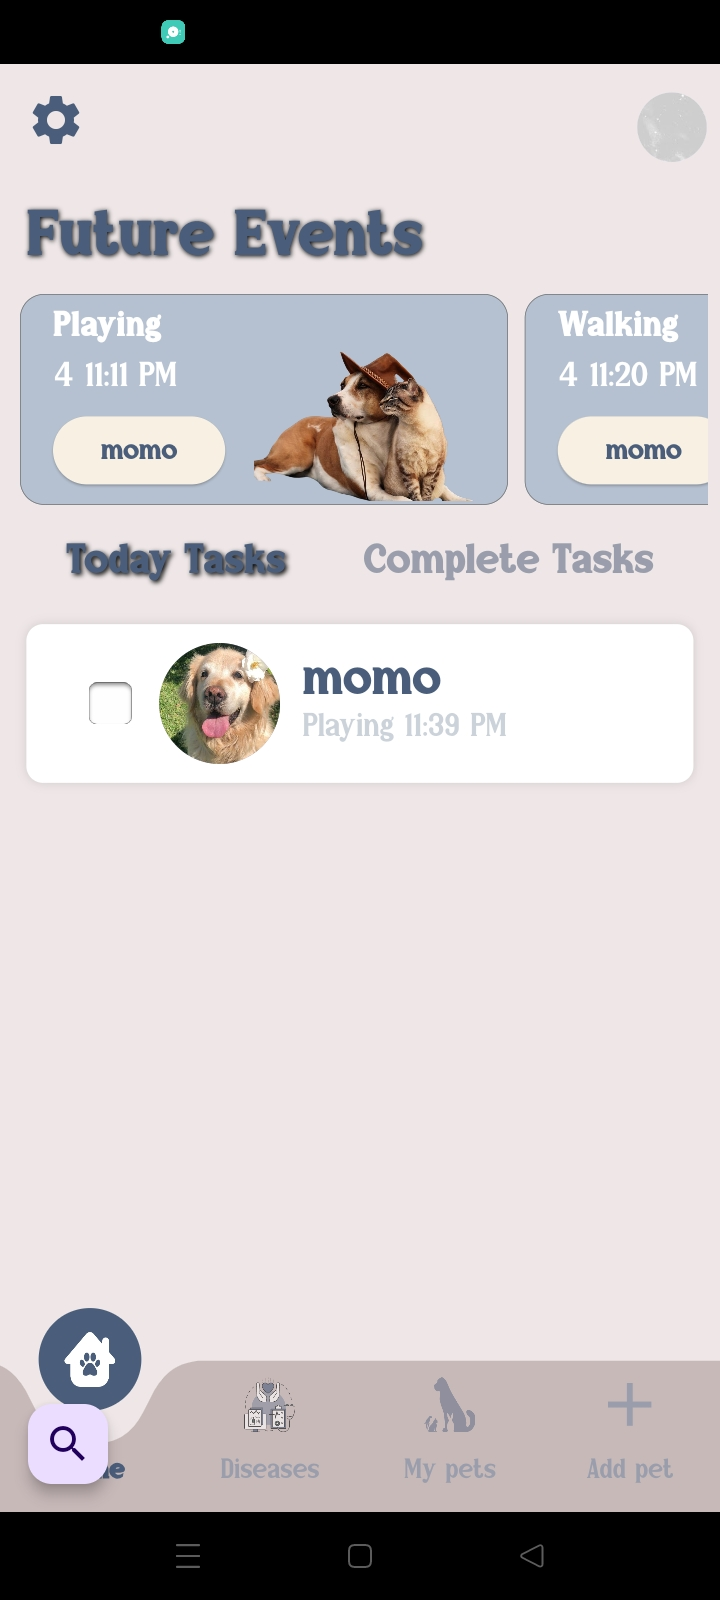 Future Events
Playing
4 11:11 PM
momo
Walking
4 11:20 PM
momo
Today Tasks
Complete Tasks
momo
Playing 11:39 PM
Diseases
My pets
Add pet